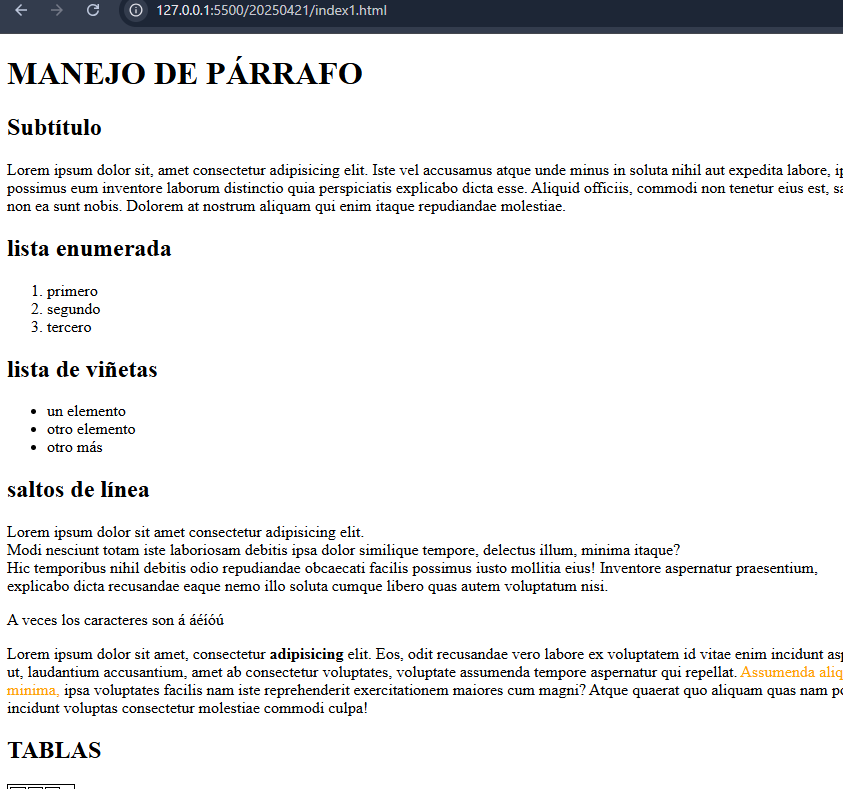 127.0.0.1:5500/20250421/index1.html
MANEJO DE PÁRRAFO
Subtítulo
Lorem ipsum dolor sit, amet consectetur adipisicing elit. Iste vel accusamus atque unde minus in soluta nihil aut expedita labore,
possimus eum inventore laborum distinctio quia perspiciatis explicabo dicta esse. Aliquid officiis, commodi non tenetur eius est,
non ea sunt nobis. Dolorem at nostrum aliquam qui enim itaque repudiandae molestiae.
lista enumerada
1. primero
2. segundo
3. tercero
lista de viñetas
• un elemento
• otro elemento
• otro más
saltos de línea
Lorem ipsum dolor sit amet consectetur adipisicing elit.
Modi nesciunt totam iste laboriosam debitis ipsa dolor similique tempore, delectus illum, minima itaque?
Hic temporibus nihil debitis odio repudiandae obcaecati facilis possimus iusto mollitia eius! Inventore aspernatur praesentium,
explicabo dicta recusandae eaque nemo illo soluta cumque libero quas autem voluptatum nisi.
A veces los caracteres son á áéíóú
Lorem ipsum dolor sit amet, consectetur adipisicing elit. Eos, odit recusandae vero labore ex voluptatem id vitae enim incidunt
ut, laudantium accusantium, amet ab consectetur voluptates, voluptate assumenda tempore aspernatur qui repellat. Assumenda
minima, ipsa voluptates facilis nam iste reprehenderit exercitationem maiores cum magni? Atque quaerat quo aliquam quas nam
incidunt voluptas consectetur molestiae commodi culpa!
TABLAS